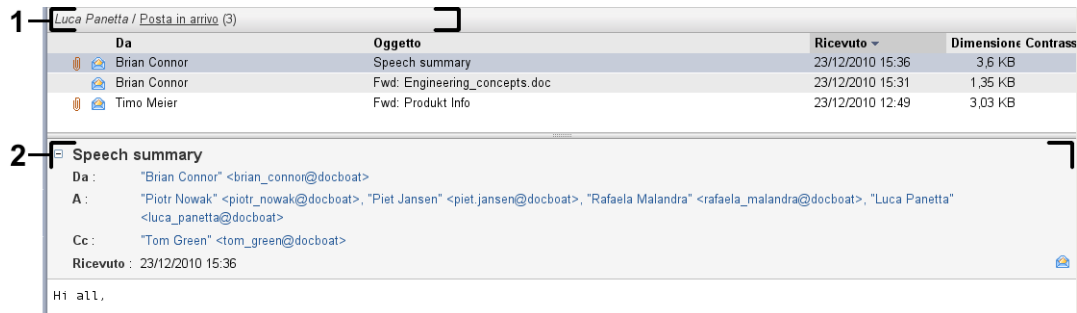 1
Luca Panetta / Posta in arrivo (3)
Da Oggetto Ricevuto Dimensione Contrass
Brian Connor Speech summary 23/12/2010 15:36 3,6 KB
Brian Connor Fwd: Engineering_concepts.doc 23/12/2010 15:31 1,35 KB
Timo Meier Fwd: Produkt Info 23/12/2010 12:49 3,03 KB
2
Speech summary
Da : "Brian Connor" <brian_connor@docboat>
A : "Piotr Nowak" <piotr_nowak@docboat>, "Piet Jansen" <piet.jansen@docboat>, "Rafaela Malandra" <rafaela_malandra@docboat>, "Luca Panetta"
<luca_panetta@docboat>
Cc : "Tom Green" <tom_green@docboat>
Ricevuto : 23/12/2010 15:36
Hi all,